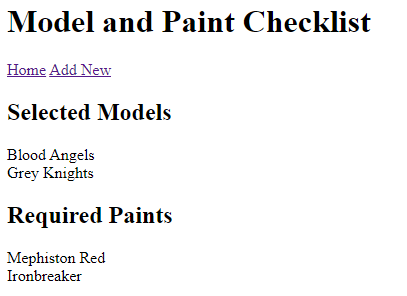 Model and Paint Checklist
Home Add New
Selected Models
Blood Angels
Grey Knights
Required Paints
Mephiston Red
Ironbreaker